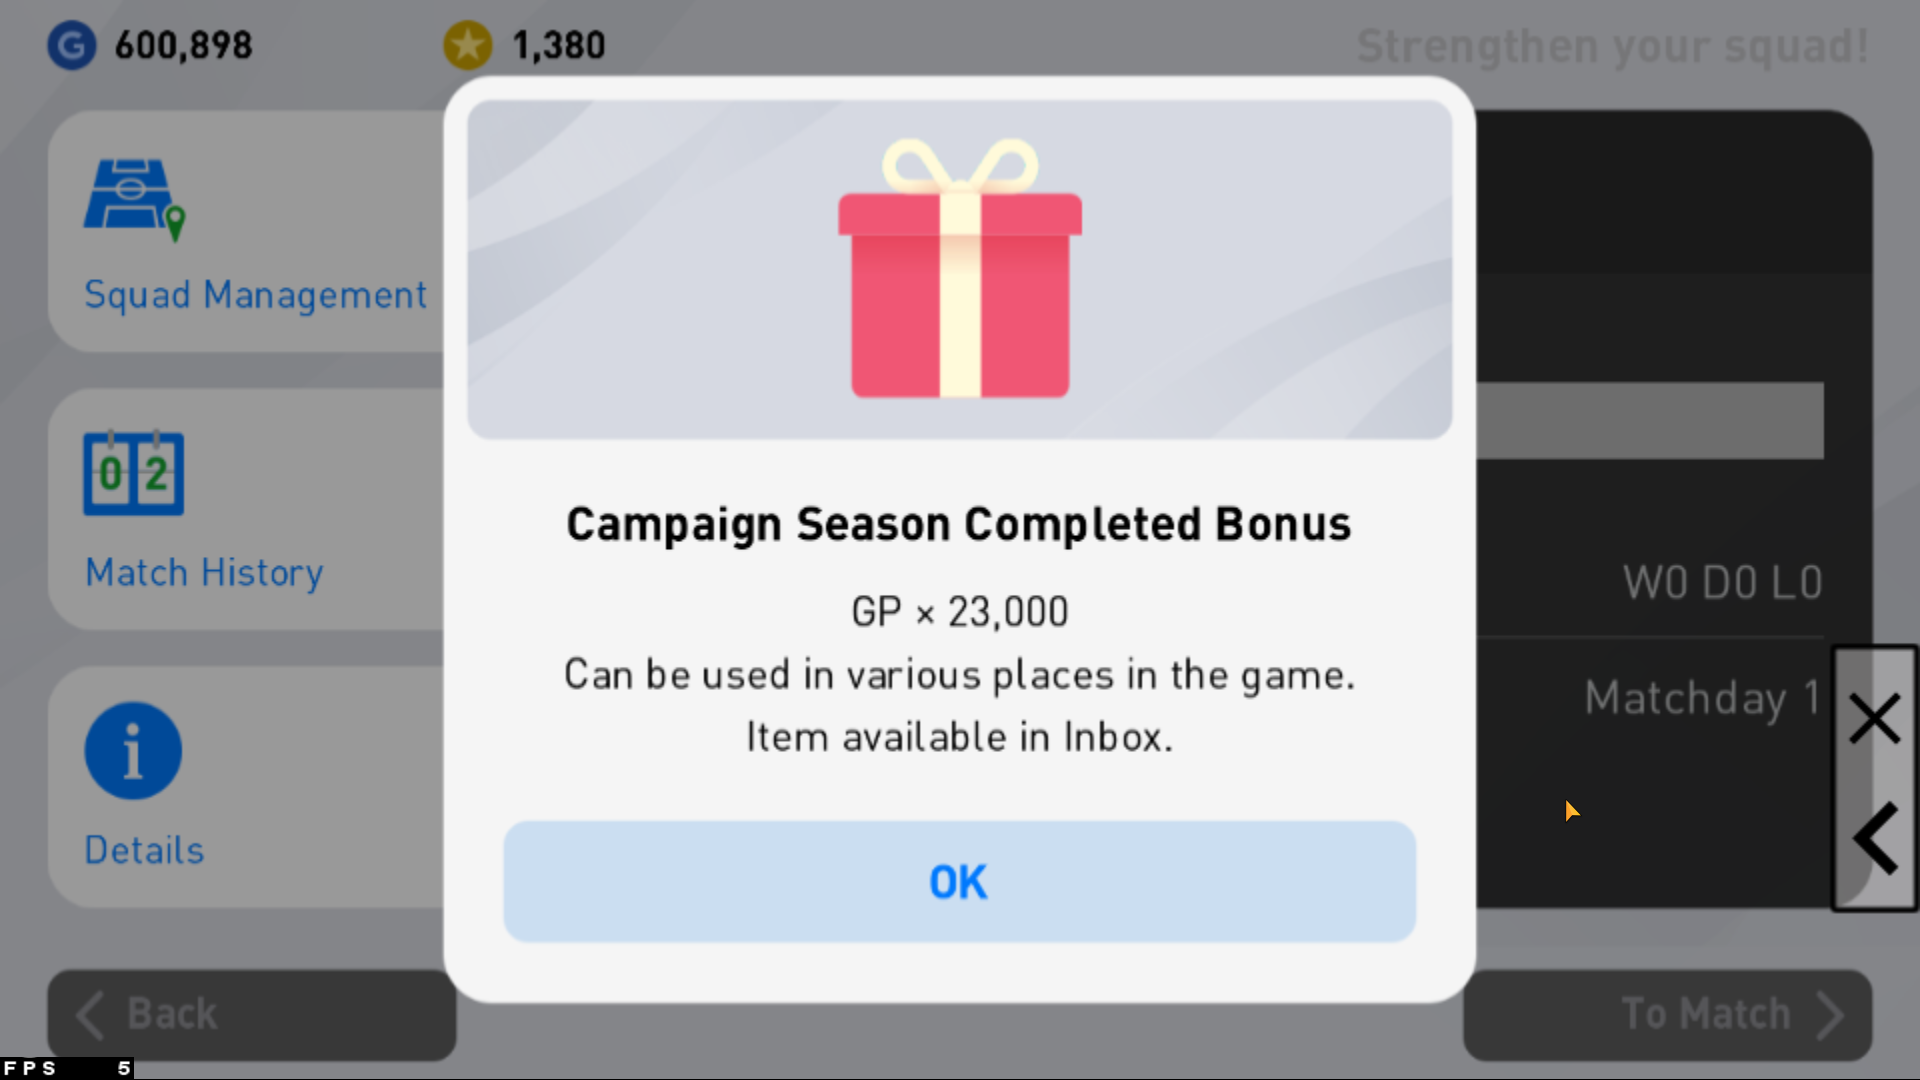 G 600,898
1,380
Strengthen your squad!
Squad Management
0 2
Match History
i
Details
Campaign Season Completed Bonus
GP × 23,000
Can be used in various places in the game.
Item available in Inbox.
OK
W0 D0 L0
Matchday 1
Back
To Match
FPS 5